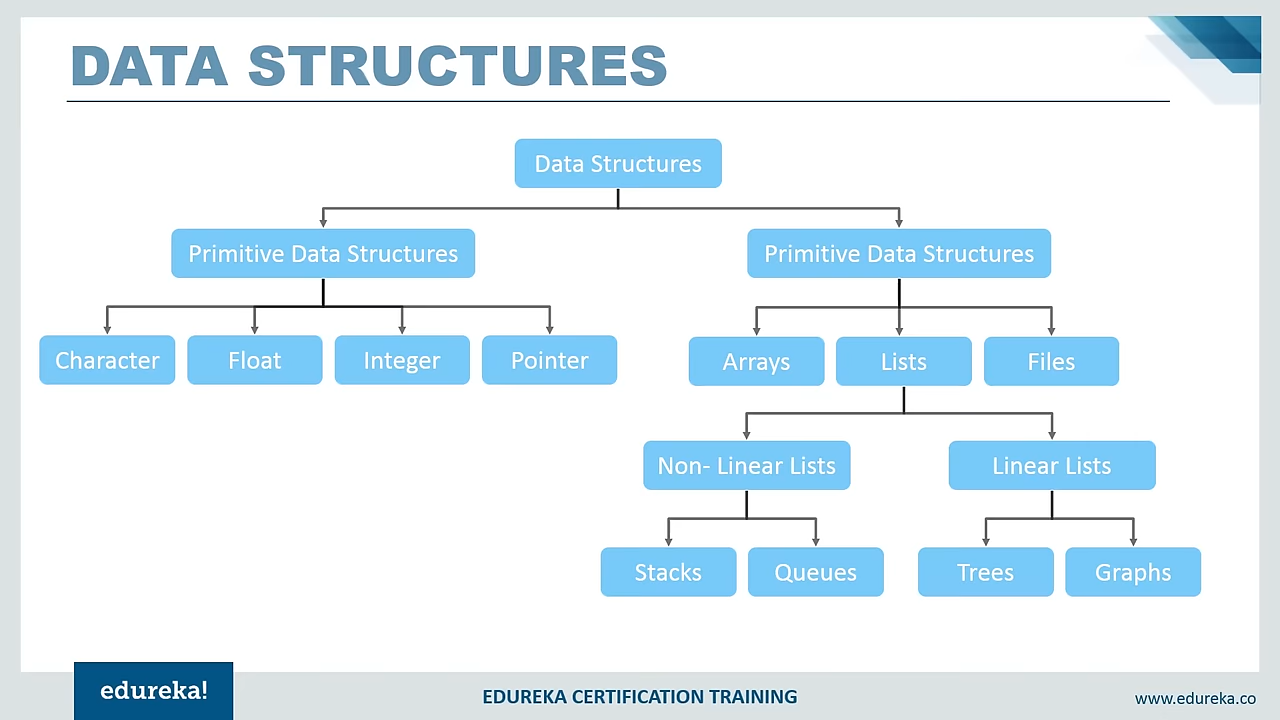 DATA STRUCTURES
Data Structures
Primitive Data Structures
Primitive Data Structures
Character
Float
Integer
Pointer
Arrays
Lists
Files
Non- Linear Lists
Linear Lists
Stacks
Queues
Trees
Graphs
edureka!
EDUREKA CERTIFICATION TRAINING
www.edureka.co